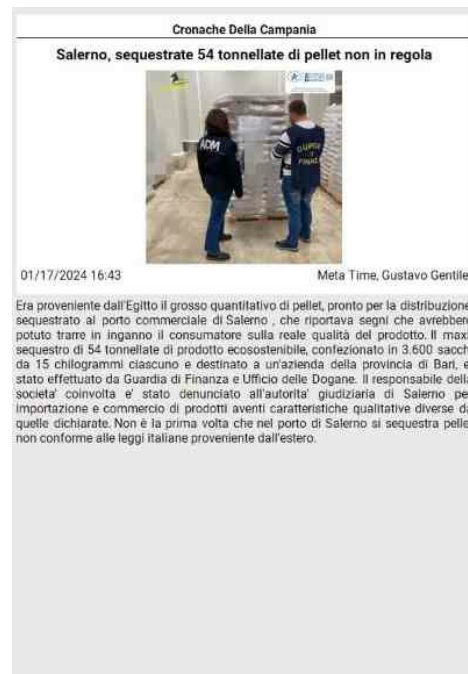 Cronache Della Campania
Salerno, sequestrate 54 tonnellate di pellet non in regola
ADM
GUARDIA
DI
FINANZA
01/17/2024 16:43
Meta Time, Gustavo Gentile
Era proveniente dall'Egitto il grosso quantitativo di pellet, pronto per la distribuzione
sequestrato al porto commerciale di Salerno , che riportava segni che avrebbero
potuto trarre in inganno il consumatore sulla reale qualità del prodotto. Il maxi
sequestro di 54 tonnellate di prodotto ecosostenibile, confezionato in 3.600 sacch
da 15 chilogrammi ciascuno e destinato a un'azienda della provincia di Bari, e
stato effettuato da Guardia di Finanza e Ufficio delle Dogane. Il responsabile della
societa' coinvolta e' stato denunciato all'autorita' giudiziaria di Salerno pe
importazione e commercio di prodotti aventi caratteristiche qualitative diverse da
quelle dichiarate. Non è la prima volta che nel porto di Salerno si sequestra pelle
non conforme alle leggi italiane proveniente dall'estero.